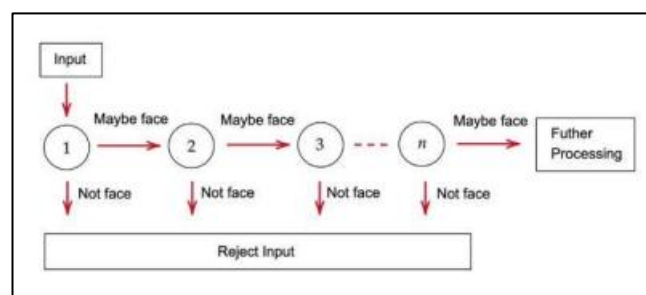 Input
Maybe face
Maybe face
Maybe face
1
2
3
n
Futher
Processing
Not face
Not face
Not face
Not face
Reject Input